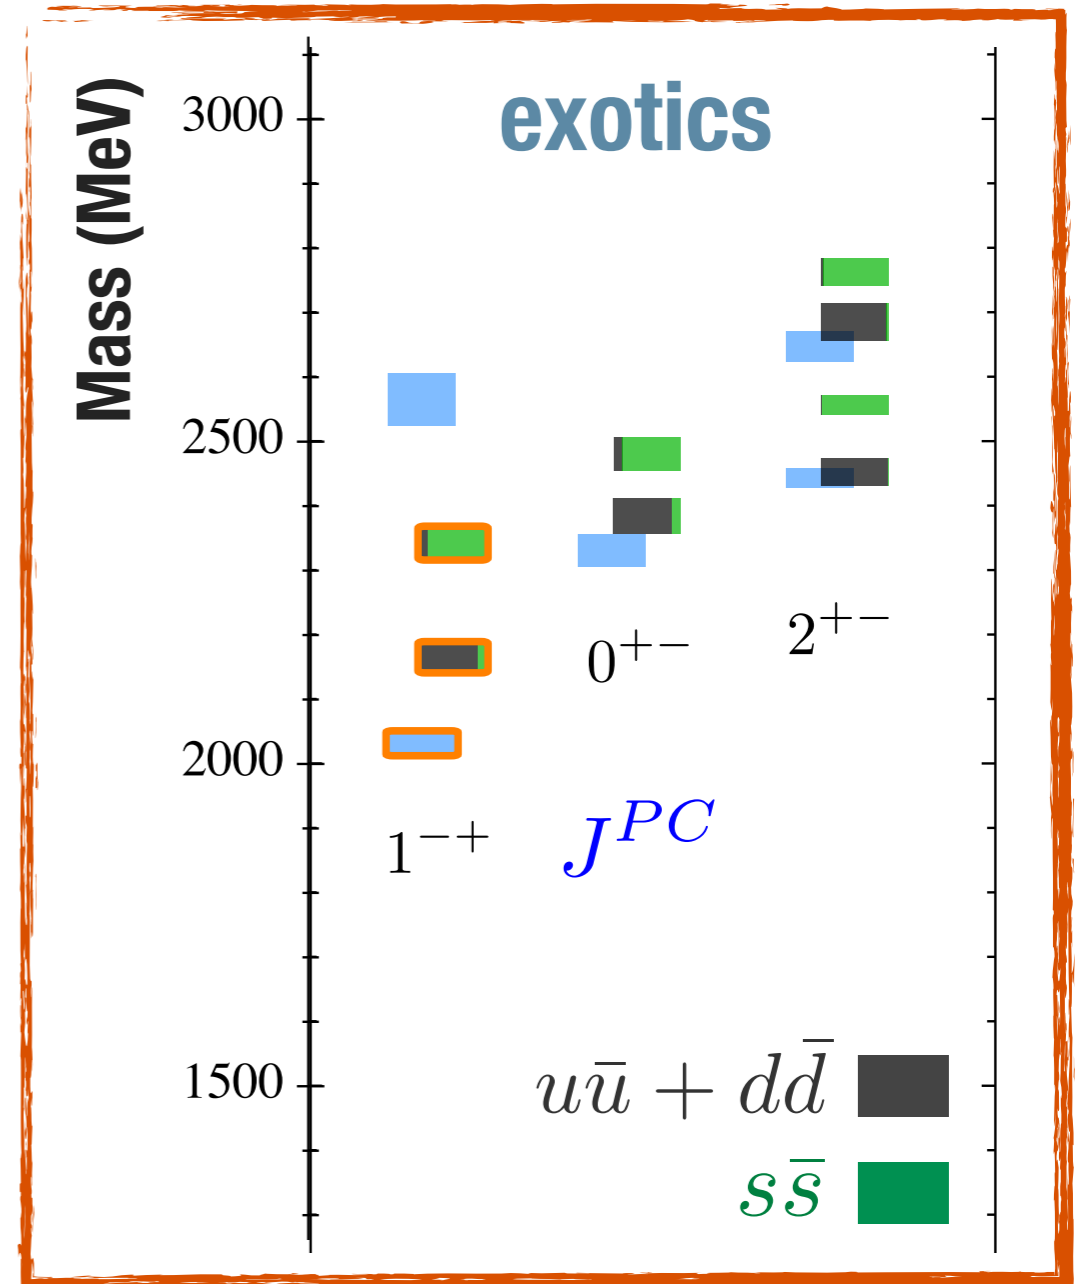 Mass (MeV)
exotics
3000
2500
2000
1500
2⁺⁻
0⁺⁻
1⁻⁺
Jᴾᶜ
uū + dd̄
ss̄